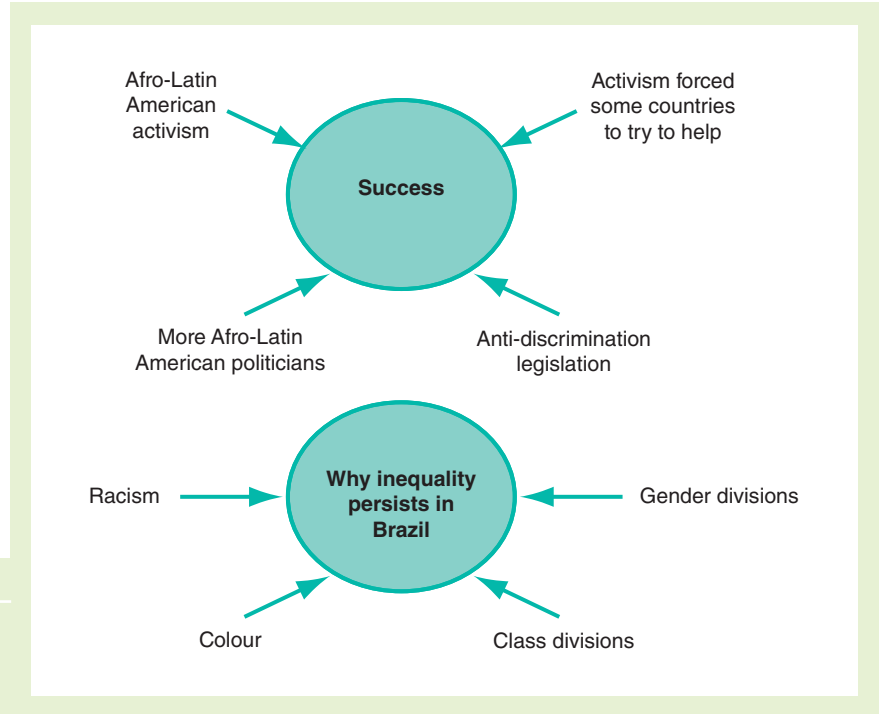 Afro-Latin
American
activism
Activism forced
some countries
to try to help
Success
More Afro-Latin
American politicians
Anti-discrimination
legislation
Why inequality
persists in
Brazil
Racism
Gender divisions
Colour
Class divisions